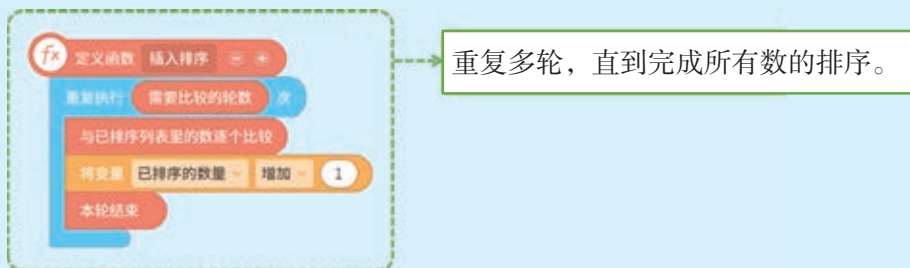 fx 定义函数 插入排序 - +
重复执行 需要比较的轮数 次
与已排序列表里的数逐个比较
将变量 已排序的数量 增加 1
本轮结束
重复多轮，直到完成所有数的排序。